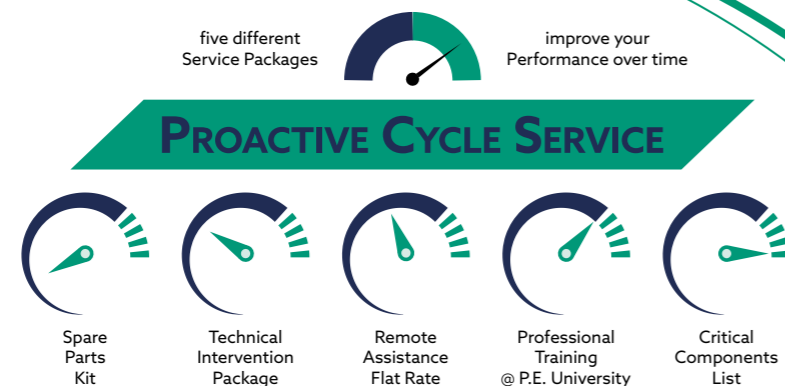 five different
Service Packages
improve your
Performance over time
PROACTIVE CYCLE SERVICE
Spare
Parts
Kit
Technical
Intervention
Package
Remote
Assistance
Flat Rate
Professional
Training
@ P.E. University
Critical
Components
List